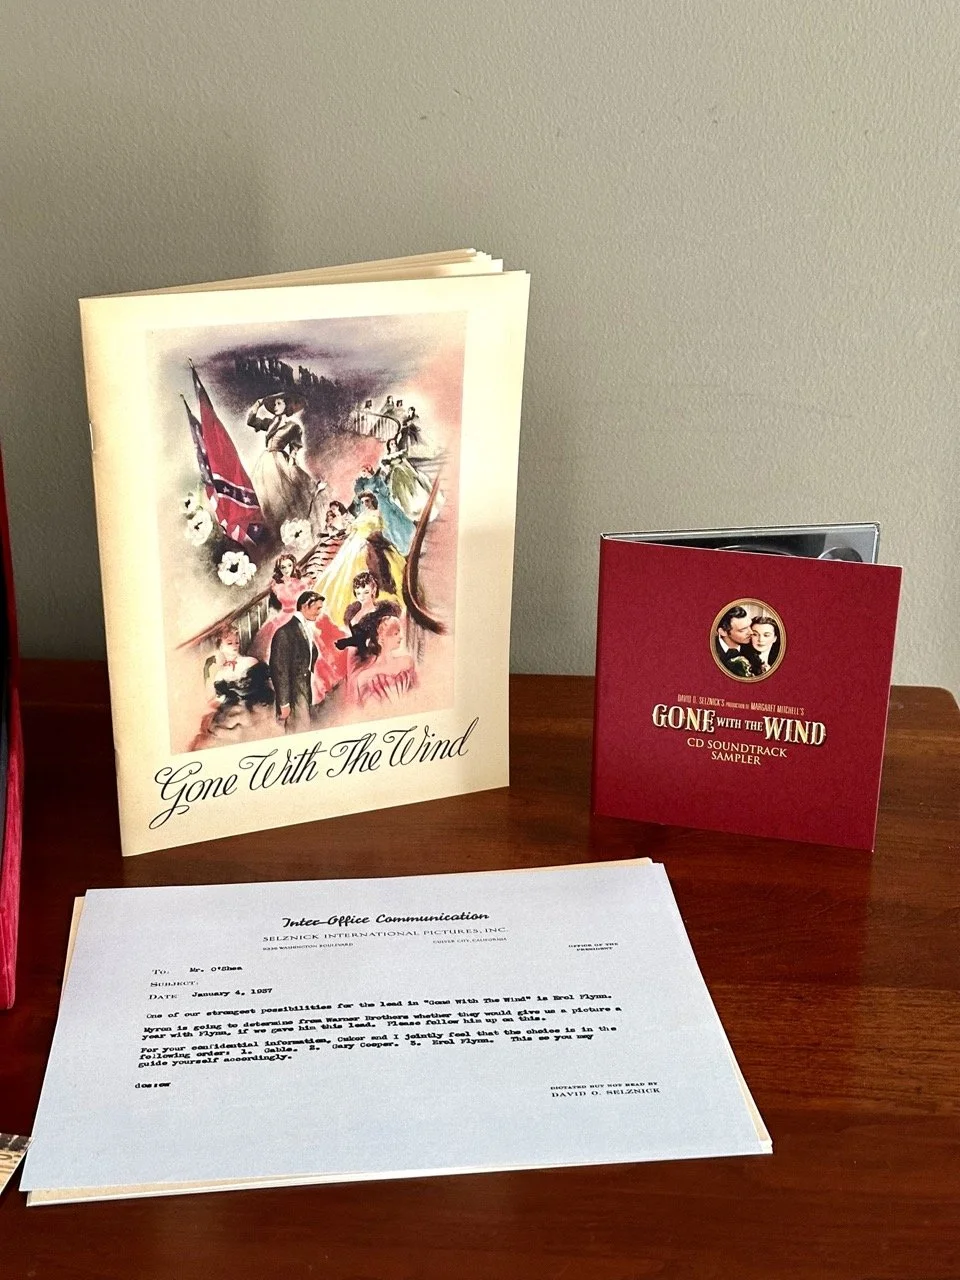 Gone With The Wind
DAVID O. SELZNICK'S PRODUCTION OF MARGARET MITCHELL'S
GONE WITH THE WIND
CD SOUNDTRACK
SAMPLER
Inter-Office Communication
SELZNICK INTERNATIONAL PICTURES, INC.
9336 WASHINGTON BOULEVARD CULVER CITY, CALIFORNIA
OFFICE OF THE
PRESIDENT
To: Mr. O'Shea
SUBJECT:
DATE January 4, 1937
One of our strongest possibilities for the lead in "Gone With The Wind" is Erol Flynn.
Myron is going to determine from Warner Brothers whether they would give us a picture a
year with Flynn, if we gave him this lead. Please follow him up on this.
For your confidential information, Cukor and I jointly feel that the choice is in the
following order: 1. Gable. 2. Gary Cooper. 3. Erol Flynn. This so you may
guide yourself accordingly.
dos:bw
DICTATED BUT NOT READ BY
DAVID O. SELZNICK